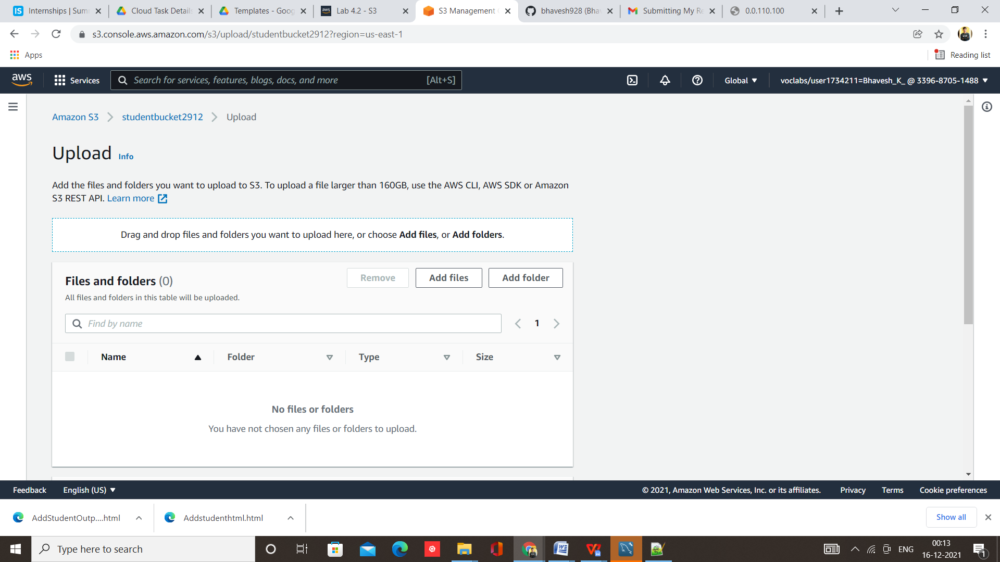 Internships | Sum
Cloud Task Details
Templates - Goog
aws
Lab 4.2 - S3
S3 Management
bhavesh928 (Bha
Submitting My Re
0.0.110.100
s3.console.aws.amazon.com/s3/upload/studentbucket2912?region=us-east-1
Apps
Reading list
aws
Services
Search for services, features, blogs, docs, and more
[Alt+S]
Global
voclabs/user1734211=Bhavesh_K_ @ 3396-8705-1488
Amazon S3
studentbucket2912
Upload
Upload Info
Add the files and folders you want to upload to S3. To upload a file larger than 160GB, use the AWS CLI, AWS SDK or Amazon
S3 REST API. Learn more
Drag and drop files and folders you want to upload here, or choose Add files, or Add folders.
Files and folders (0)
Remove
Add files
Add folder
All files and folders in this table will be uploaded.
Find by name
1
Name
Folder
Type
Size
No files or folders
You have not chosen any files or folders to upload.
Feedback
English (US)
© 2021, Amazon Web Services, Inc. or its affiliates.
Privacy
Terms
Cookie preferences
AddStudentOutp....html
Addstudenthtml.html
Show all
Type here to search
ENG
00:13
16-12-2021
1